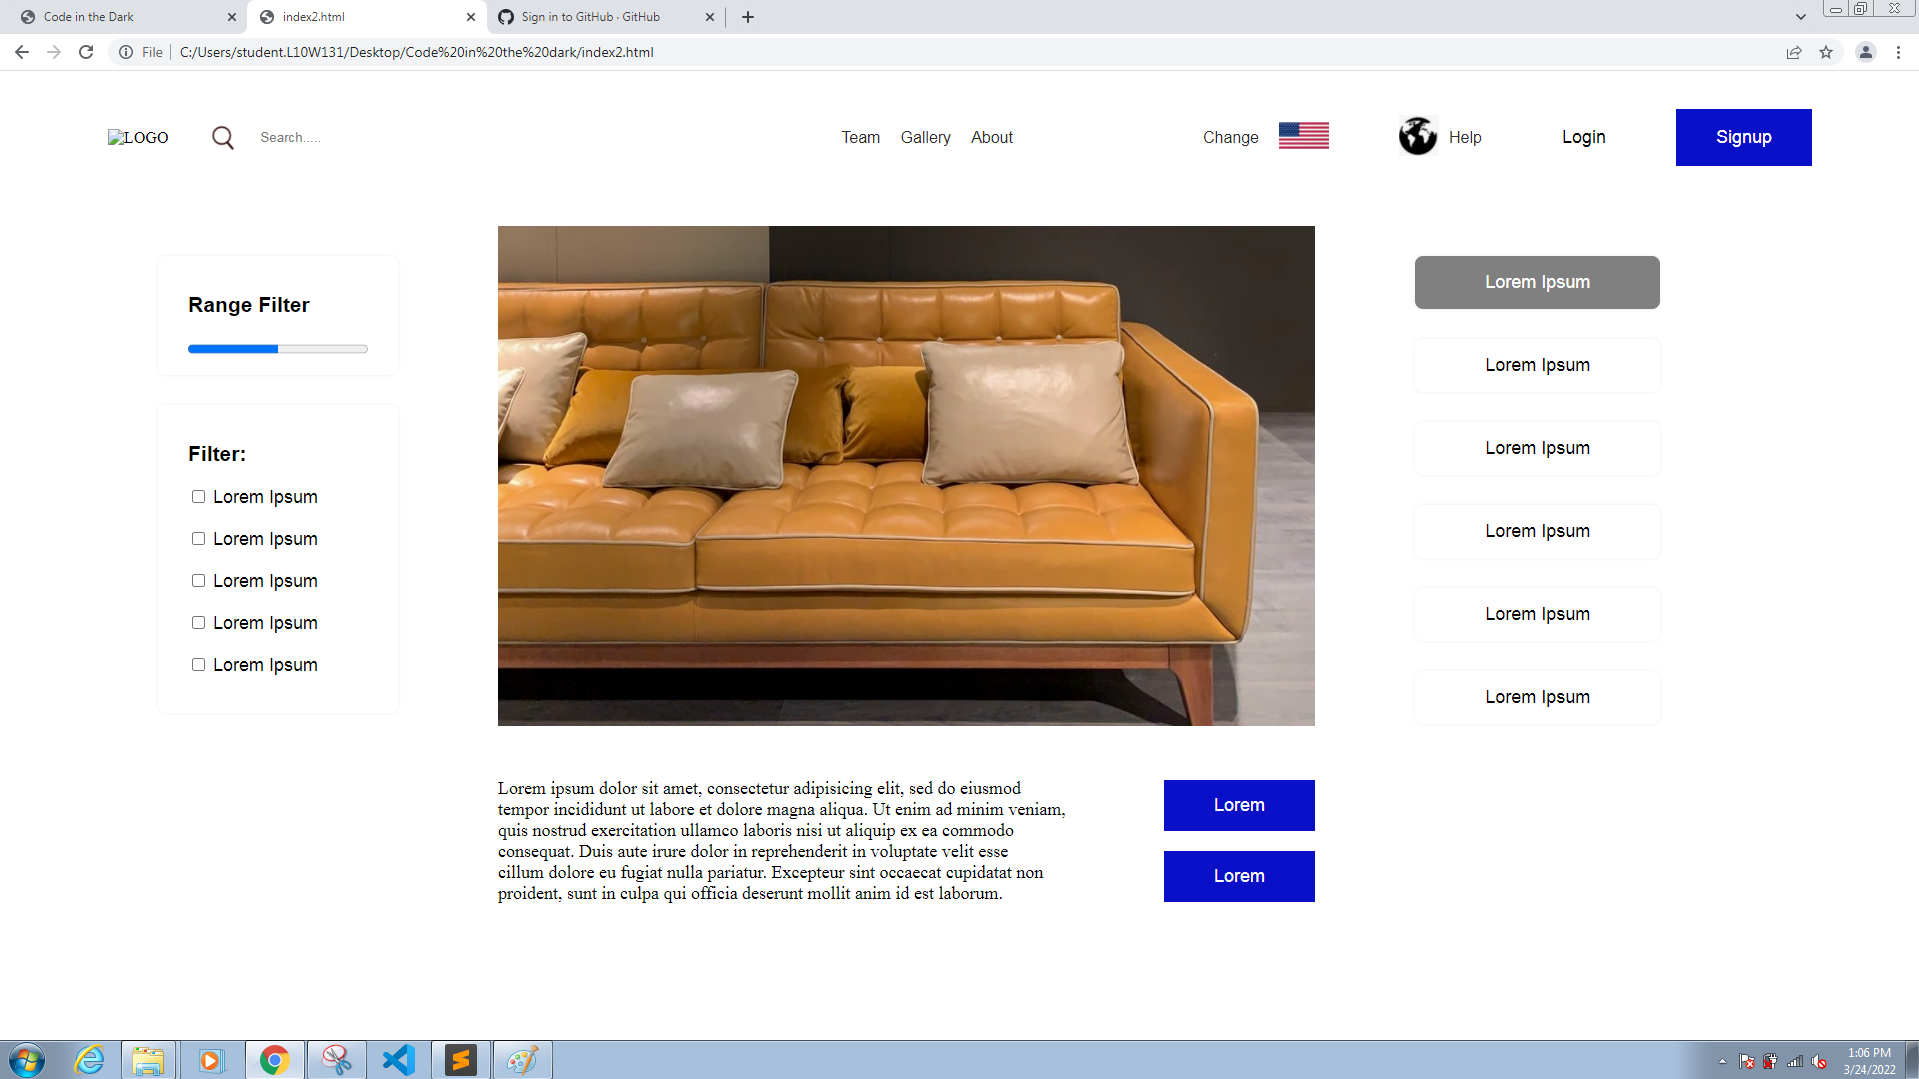 Code in the Dark
index2.html
Sign in to GitHub · GitHub
File
C:/Users/student.L10W131/Desktop/Code%20in%20the%20dark/index2.html
LOGO
Search.....
Team
Gallery
About
Change
Help
Login
Signup
Range Filter
Filter:
Lorem Ipsum
Lorem Ipsum
Lorem Ipsum
Lorem Ipsum
Lorem Ipsum
Lorem Ipsum
Lorem Ipsum
Lorem Ipsum
Lorem Ipsum
Lorem Ipsum
Lorem Ipsum
Lorem ipsum dolor sit amet, consectetur adipisicing elit, sed do eiusmod
tempor incididunt ut labore et dolore magna aliqua. Ut enim ad minim veniam,
quis nostrud exercitation ullamco laboris nisi ut aliquip ex ea commodo
consequat. Duis aute irure dolor in reprehenderit in voluptate velit esse
cillum dolore eu fugiat nulla pariatur. Excepteur sint occaecat cupidatat non
proident, sunt in culpa qui officia deserunt mollit anim id est laborum.
Lorem
Lorem
1:06 PM
3/24/2022